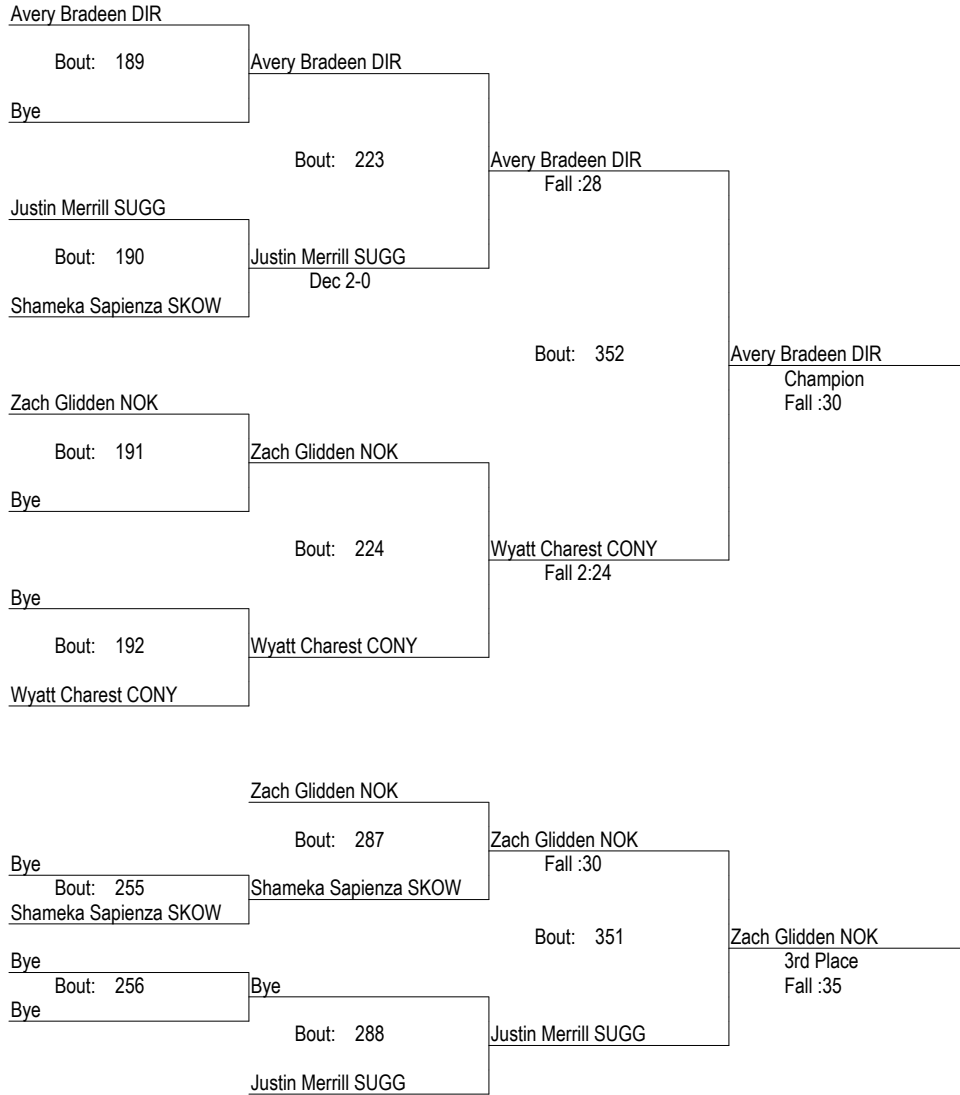 Avery Bradeen DIR
Bout: 189
Avery Bradeen DIR
Bye
Bout: 223
Avery Bradeen DIR
Fall :28
Justin Merrill SUGG
Bout: 190
Justin Merrill SUGG
Dec 2-0
Shameka Sapienza SKOW
Bout: 352
Avery Bradeen DIR
Champion
Fall :30
Zach Glidden NOK
Bout: 191
Zach Glidden NOK
Bye
Bout: 224
Wyatt Charest CONY
Fall 2:24
Bye
Bout: 192
Wyatt Charest CONY
Wyatt Charest CONY
Zach Glidden NOK
Bout: 287
Zach Glidden NOK
Fall :30
Bye
Bout: 255
Shameka Sapienza SKOW
Shameka Sapienza SKOW
Bout: 351
Zach Glidden NOK
3rd Place
Fall :35
Bye
Bout: 256
Bye
Bye
Bout: 288
Justin Merrill SUGG
Justin Merrill SUGG